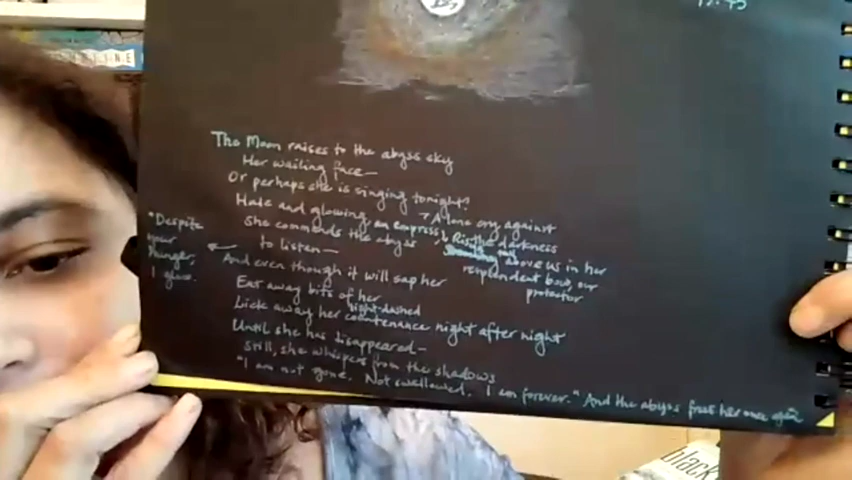 The Moon raises to the abyss sky
Her wailing face—
Or perhaps she is singing tonight?
Hale and glowing, an empress,
A lone cry against
the darkness
above us in her
respundent bow, our
protector
she commends the abyss
to listen—
"Despite
your
hunger,
I glow.
And even though it will sap her
Eat away bits of her
Lick away her night-dashed countenance night after night
Until she has disappeared—
still, she whispers from the shadows
"I am not gone. Not swallowed. I am forever." And the abyss frees her once again
black